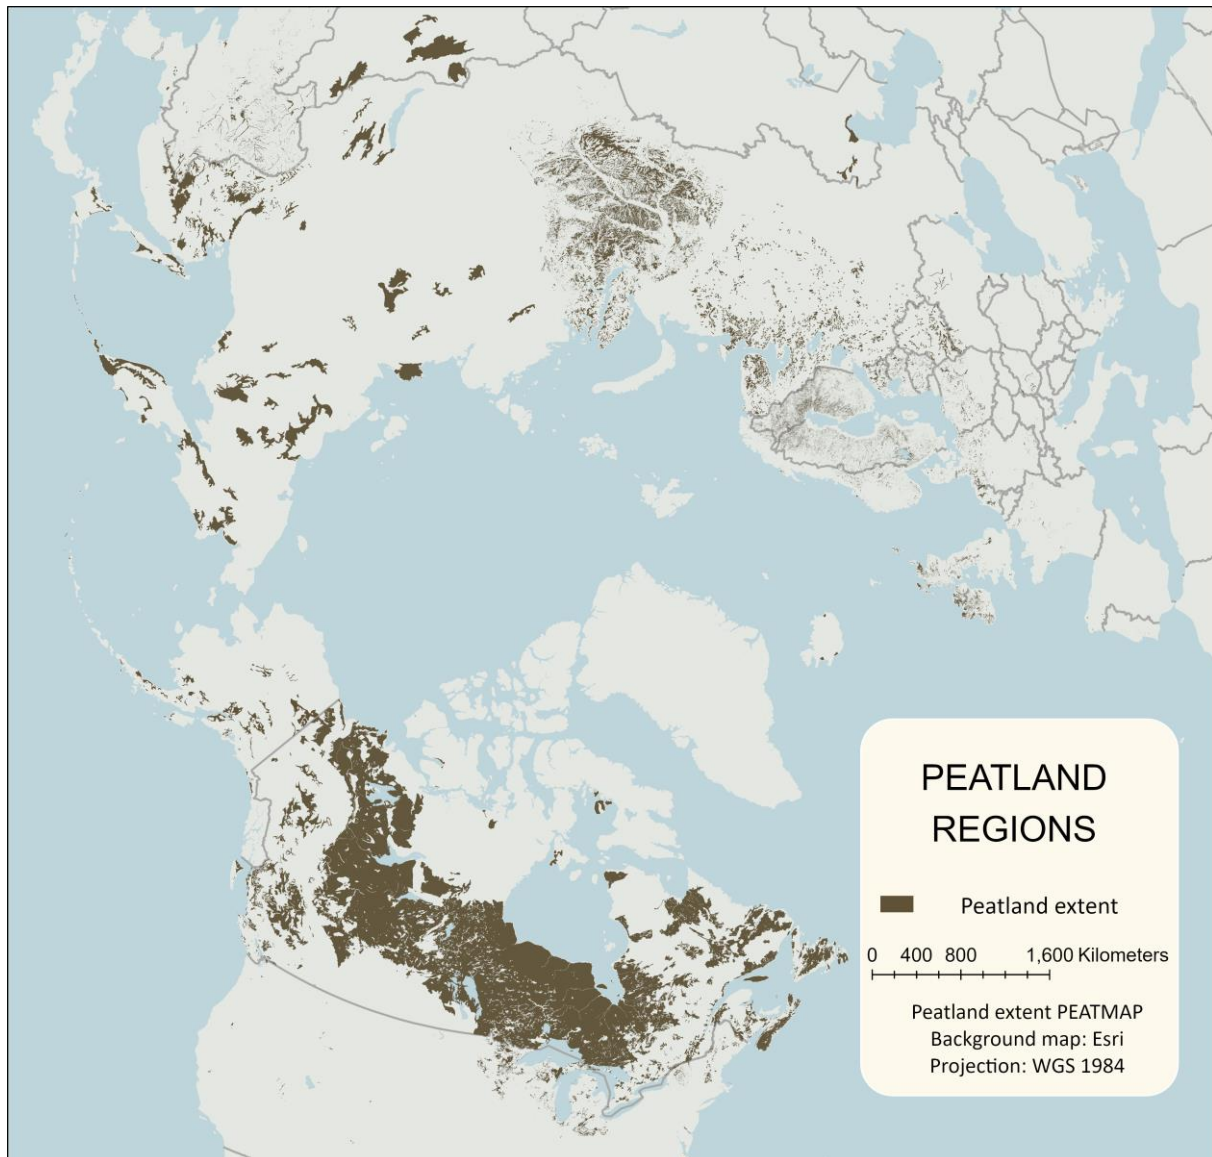 PEATLAND
REGIONS
Peatland extent
0 400 800 1,600 Kilometers
Peatland extent PEATMAP
Background map: Esri
Projection: WGS 1984